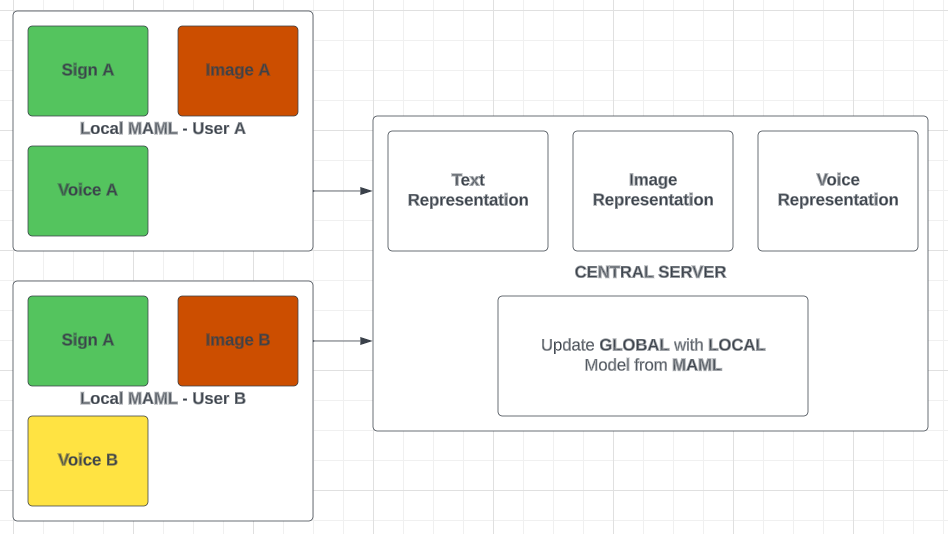 Sign A
Image A
Local MAML - User A
Voice A
Sign A
Image B
Local MAML - User B
Voice B
Text
Representation
Image
Representation
Voice
Representation
CENTRAL SERVER
Update GLOBAL with LOCAL
Model from MAML